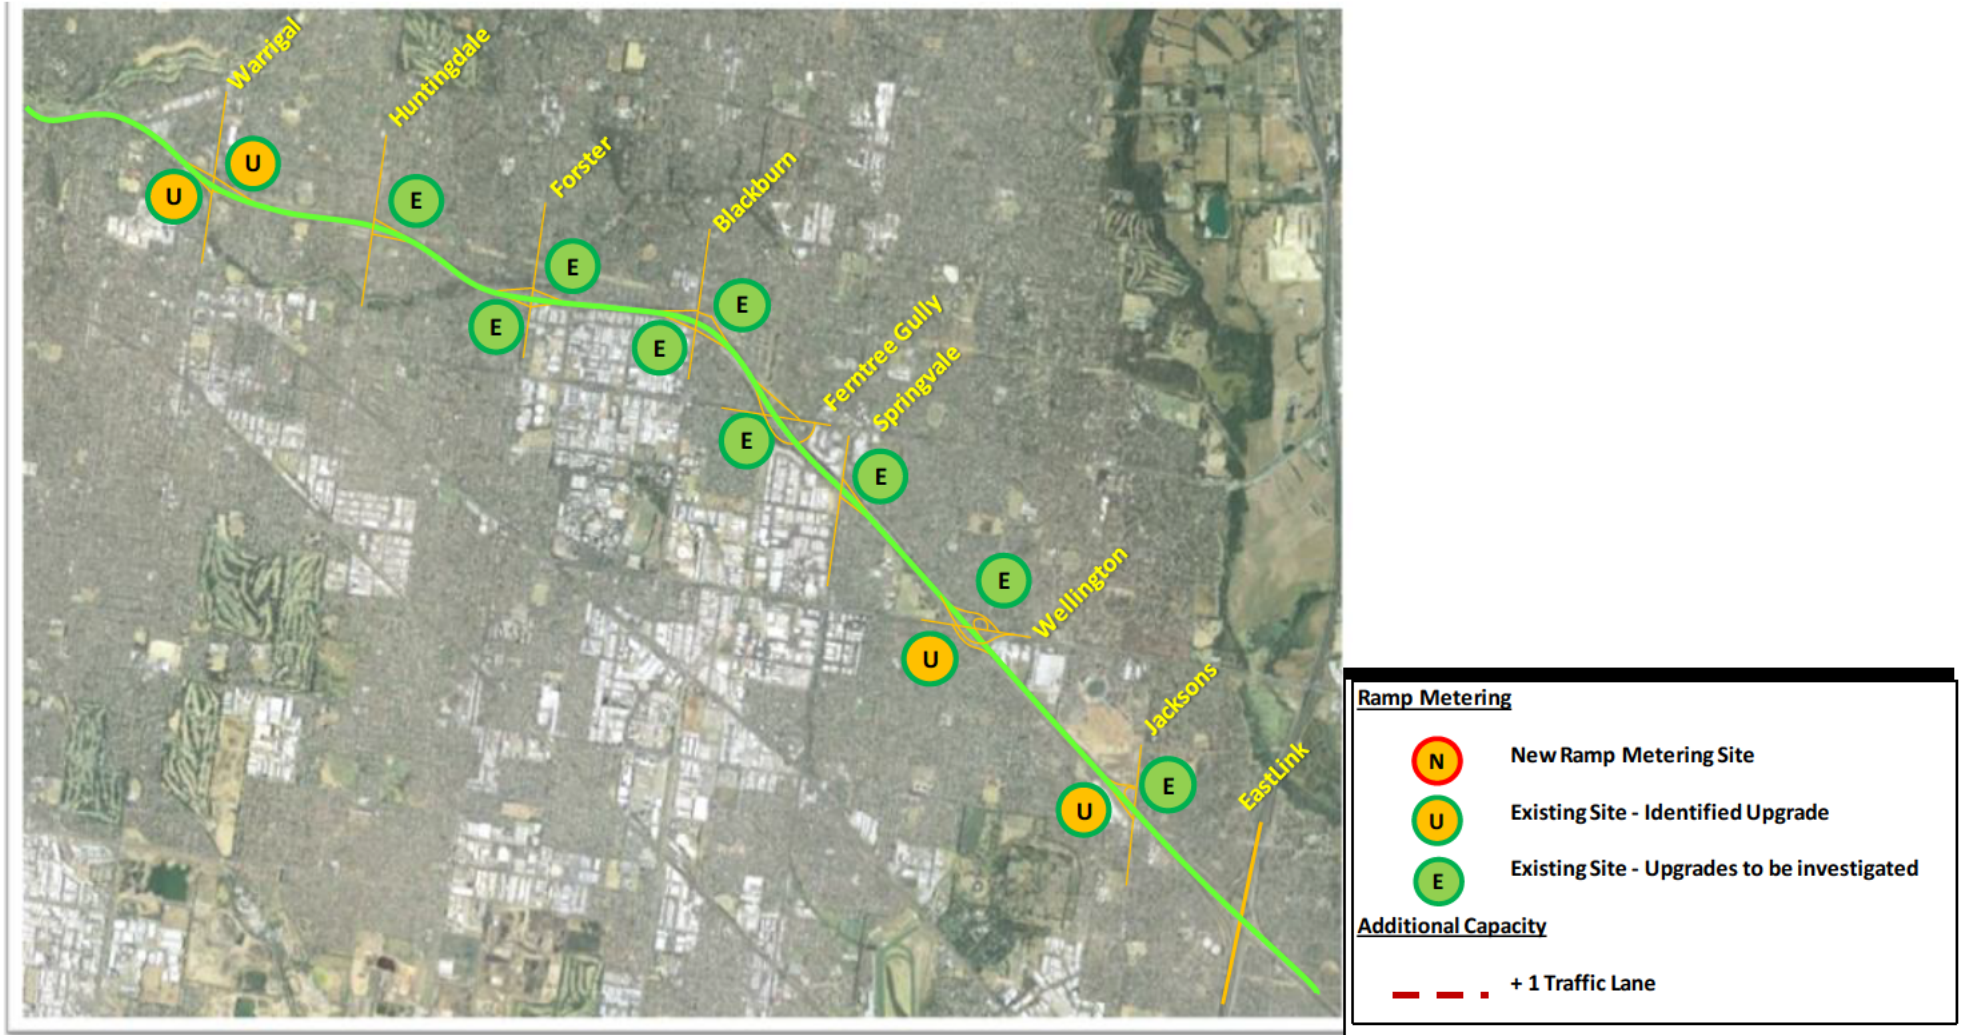 Warrigal
Huntingdale
Forster
Blackburn
Ferntree Gully
Springvale
Wellington
Jacksons
EastLink
U
U
E
E
E
E
E
E
E
E
U
E
U
Ramp Metering
N New Ramp Metering Site
U Existing Site - Identified Upgrade
E Existing Site - Upgrades to be investigated
Additional Capacity
+ 1 Traffic Lane